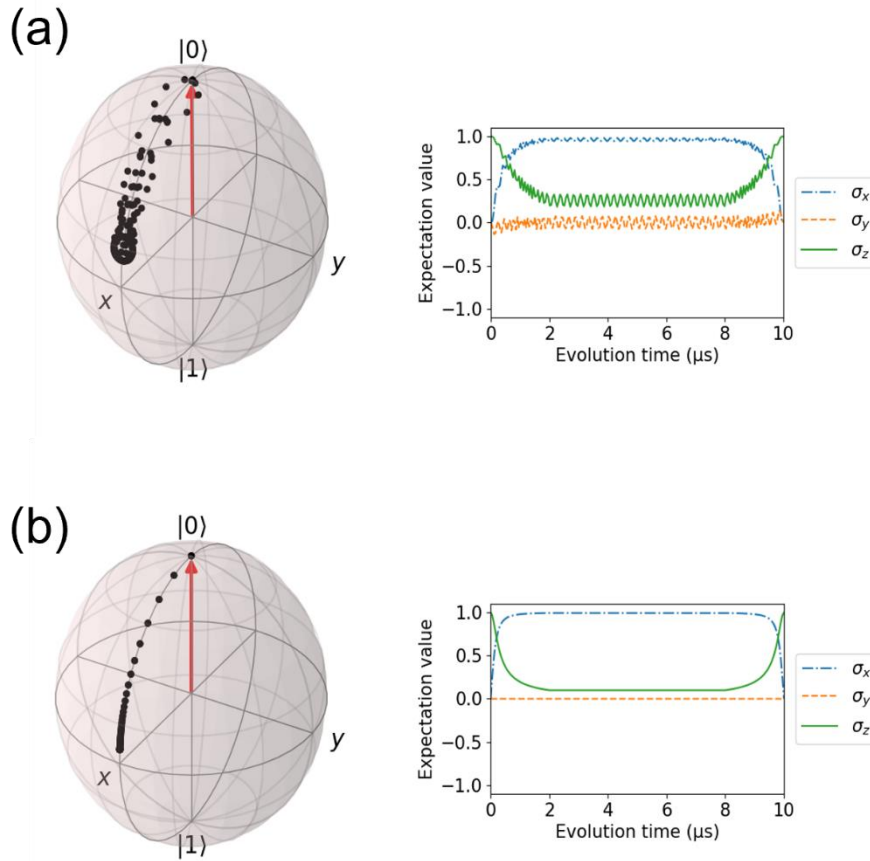 (a)
|0⟩
x
y
|1⟩
Expectation value
1.0
0.5
0.0
−0.5
−1.0
0 2 4 6 8 10
Evolution time (μs)
σx
σy
σz
(b)
|0⟩
x
y
|1⟩
Expectation value
1.0
0.5
0.0
−0.5
−1.0
0 2 4 6 8 10
Evolution time (μs)
σx
σy
σz